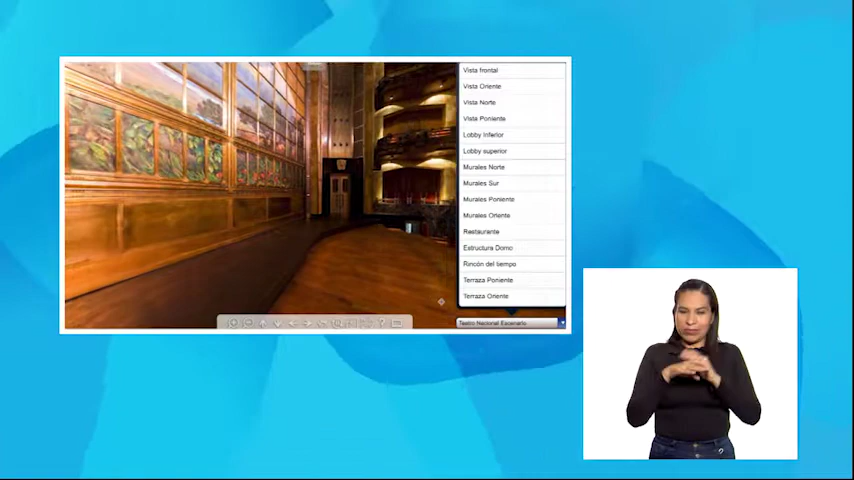 Vista frontal
Vista Oriente
Vista Norte
Vista Poniente
Lobby Inferior
Lobby superior
Murales Norte
Murales Sur
Murales Poniente
Murales Oriente
Restaurante
Estructura Domo
Rincón del tiempo
Terraza Poniente
Terraza Oriente
Teatro Nacional Escenario